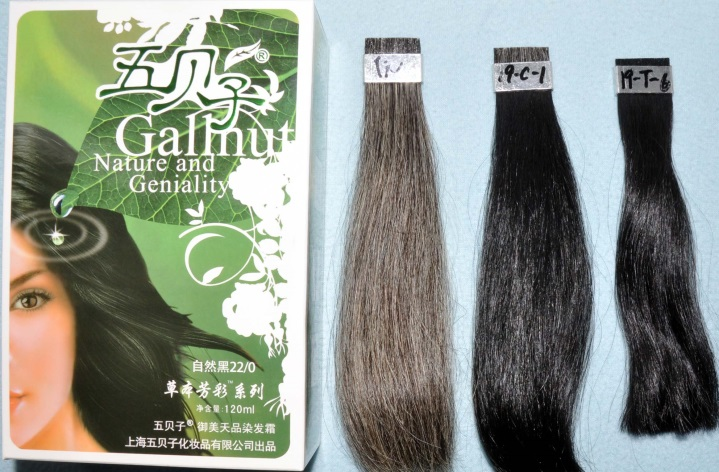 五贝子®
Gallnut
Nature and
Geniality
自然黑22/0
草本芳彩™系列
净含量:120ml
五贝子®御美天品染发霜
上海五贝子化妆品有限公司出品
19-C-1
19-T-6